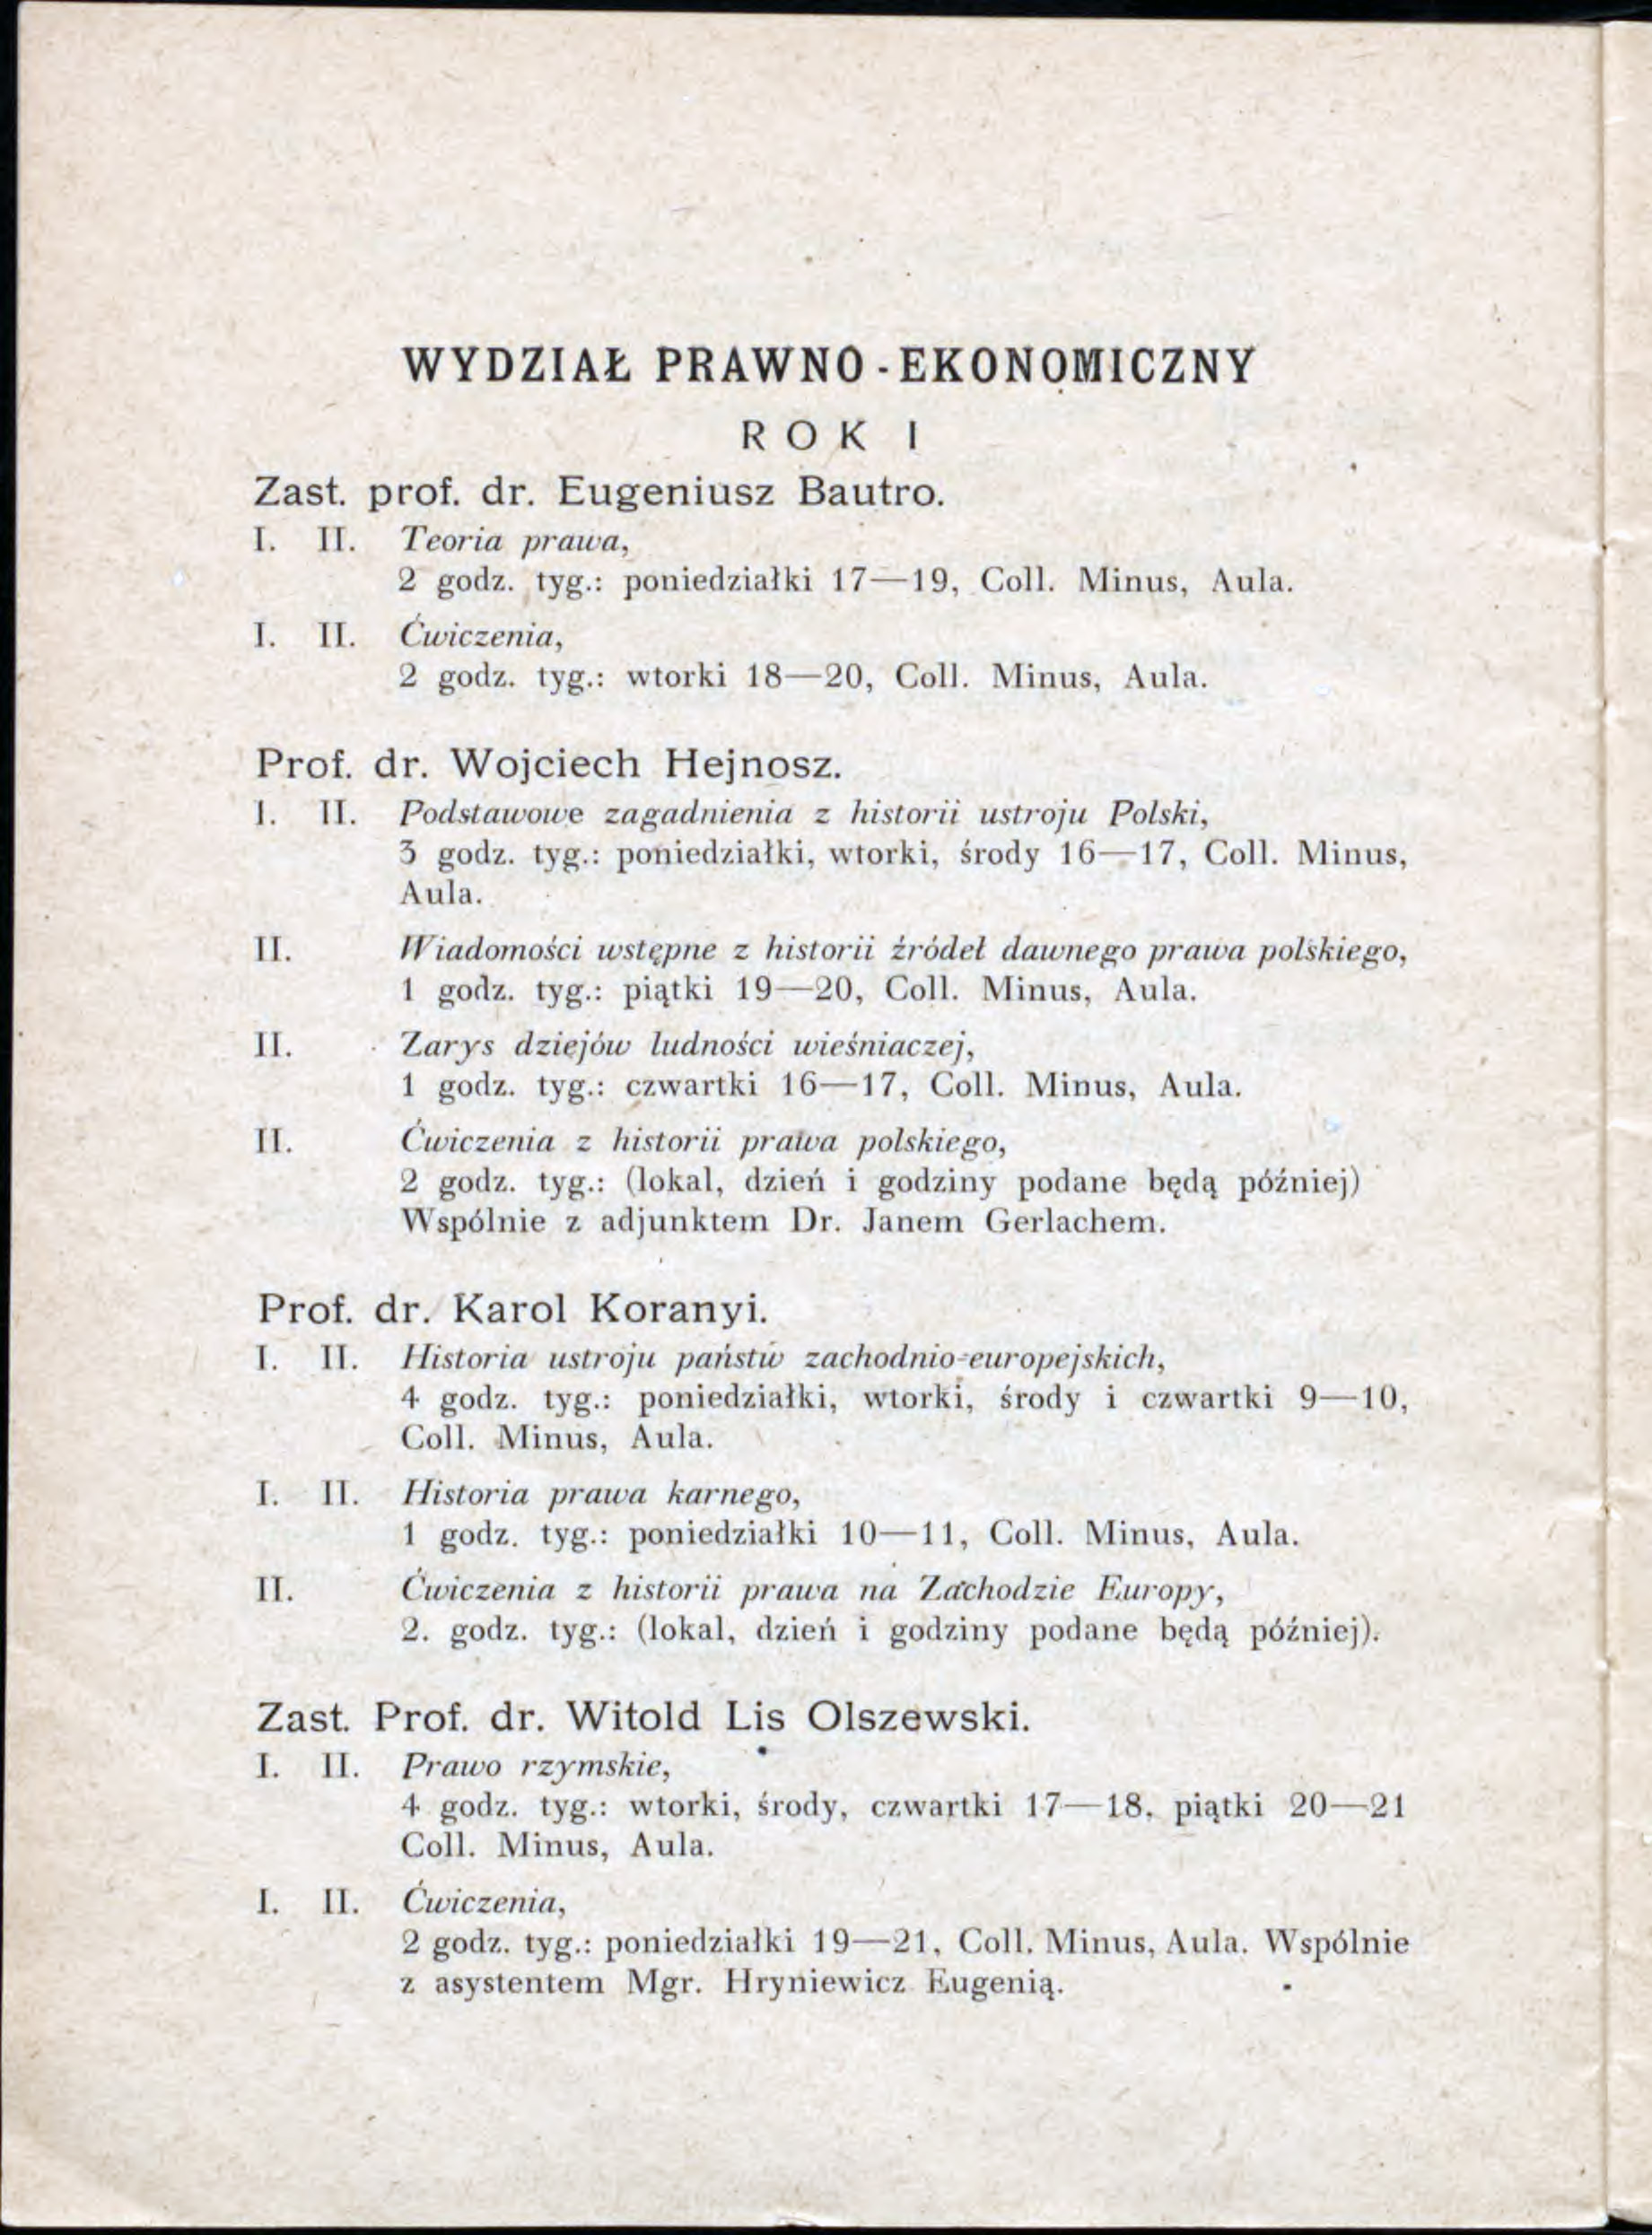 WYDZIAŁ PRAWNO-EKONOMICZNY
ROK I
Zast. prof. dr. Eugeniusz Bautro.
I. II. Teoria prawa,
2 godz. tyg.: poniedziałki 17—19, Coll. Minus, Aula.
I. II. Ćwiczenia,
2 godz. tyg.: wtorki 18—20, Coll. Minus, Aula.
Prof. dr. Wojciech Hejnosz.
I. II. Podstawowe zagadnienia z historii ustroju Polski,
3 godz. tyg.: poniedziałki, wtorki, środy 16—17, Coll. Minus,
Aula.
II. Wiadomości wstępne z historii źródeł dawnego prawa polskiego,
1 godz. tyg.: piątki 19—20, Coll. Minus, Aula.
II. Zarys dziejów ludności wieśniaczej,
1 godz. tyg.: czwartki 16—17, Coll. Minus, Aula.
II. Ćwiczenia z historii prawa polskiego,
2 godz. tyg.: (lokal, dzień i godziny podane będą później)
Wspólnie z adjunktem Dr. Janem Gerlachem.
Prof. dr. Karol Koranyi.
I. II. Historia ustroju państw zachodnio-europejskich,
4 godz. tyg.: poniedziałki, wtorki, środy i czwartki 9—10,
Coll. Minus, Aula.
I. II. Historia prawa karnego,
1 godz. tyg.: poniedziałki 10—11, Coll. Minus, Aula.
II. Ćwiczenia z historii prawa na Zachodzie Europy,
2. godz. tyg.: (lokal, dzień i godziny podane będą później).
Zast. Prof. dr. Witold Lis Olszewski.
I. II. Prawo rzymskie,
4 godz. tyg.: wtorki, środy, czwartki 17—18, piątki 20—21
Coll. Minus, Aula.
I. II. Ćwiczenia,
2 godz. tyg.: poniedziałki 19—21, Coll. Minus, Aula. Wspólnie
z asystentem Mgr. Hryniewicz Eugenią.